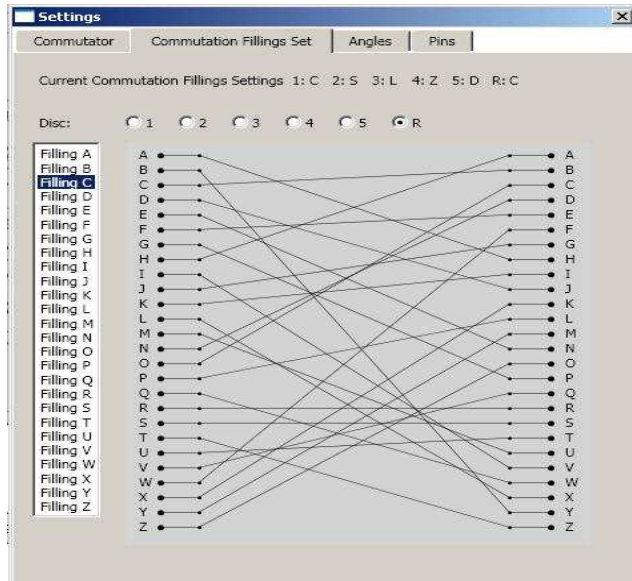 Settings
Commutator Commutation Fillings Set Angles Pins
Current Commutation Fillings Settings 1: C 2: S 3: L 4: Z 5: D R: C
Disc: 1 2 3 4 5 R
Filling A
Filling B
Filling C
Filling D
Filling E
Filling F
Filling G
Filling H
Filling I
Filling J
Filling K
Filling L
Filling M
Filling N
Filling O
Filling P
Filling Q
Filling R
Filling S
Filling T
Filling U
Filling V
Filling W
Filling X
Filling Y
Filling Z
A A
B B
C C
D D
E E
F F
G G
H H
I I
J J
K K
L L
M M
N N
O O
P P
Q Q
R R
S S
T T
U U
V V
W W
X X
Y Y
Z Z